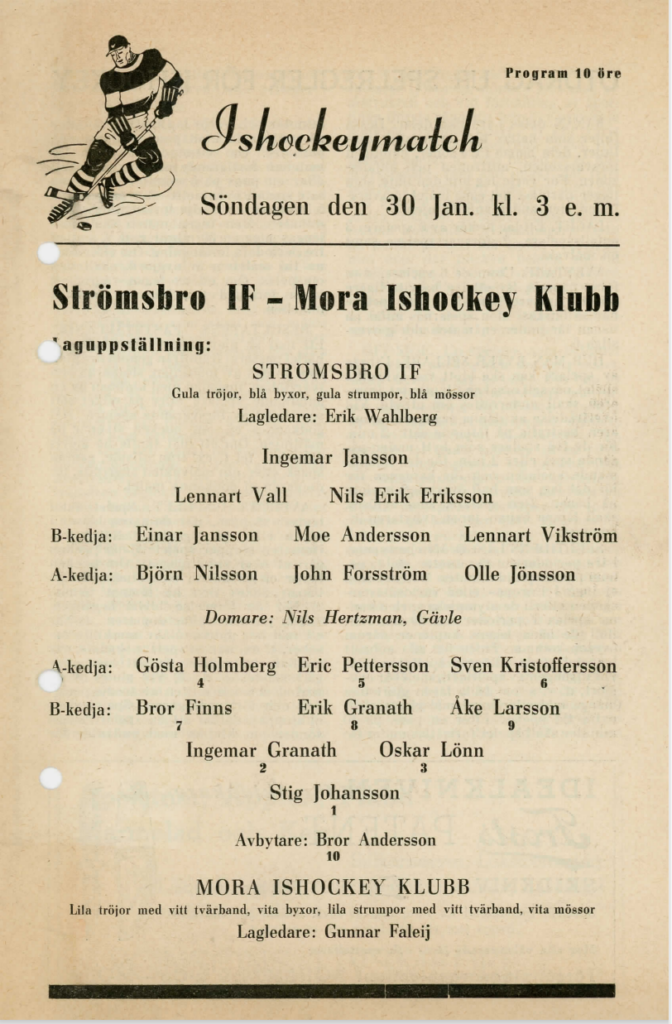 Program 10 öre
Ishockeymatch
Söndagen den 30 Jan. kl. 3 e. m.
Strömsbro IF – Mora Ishockey Klubb
Laguppställning:
STRÖMSBRO IF
Gula tröjor, blå byxor, gula strumpor, blå mössor
Lagledare: Erik Wahlberg
Ingemar Jansson
Lennart Vall Nils Erik Eriksson
B-kedja: Einar Jansson Moe Andersson Lennart Vikström
A-kedja: Björn Nilsson John Forsström Olle Jönsson
Domare: Nils Hertzman, Gävle
A-kedja: Gösta Holmberg Eric Pettersson Sven Kristoffersson
4 5 6
B-kedja: Bror Finns Erik Granath Åke Larsson
7 8 9
Ingemar Granath Oskar Lönn
2 3
Stig Johansson
1
Avbytare: Bror Andersson
10
MORA ISHOCKEY KLUBB
Lila tröjor med vitt tvärband, vita byxor, lila strumpor med vitt tvärband, vita mössor
Lagledare: Gunnar Faleij